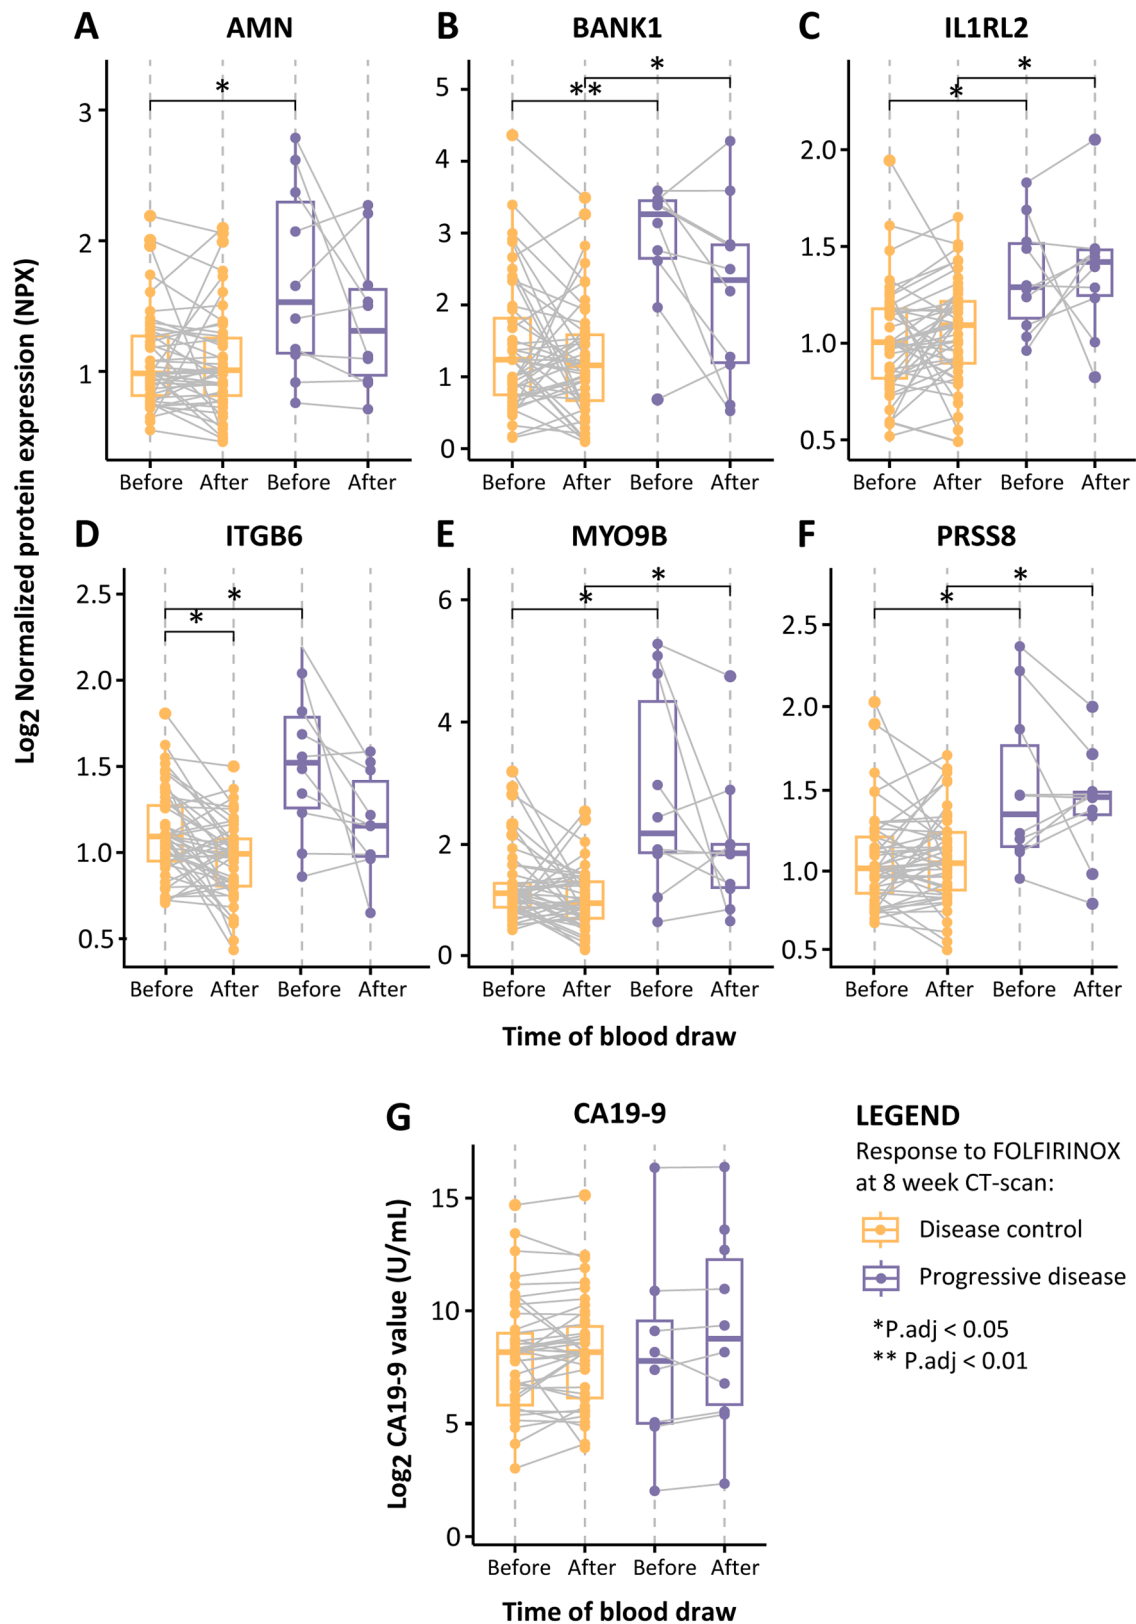 A AMN
B BANK1
C IL1RL2
Log2 Normalized protein expression (NPX)
3
2
1
5
4
3
2
1
0
2.0
1.5
1.0
0.5
*
**
*
*
*
Before After Before After
Before After Before After
Before After Before After
D ITGB6
E MYO9B
F PRSS8
2.5
2.0
1.5
1.0
0.5
6
4
2
0
2.5
2.0
1.5
1.0
0.5
*
*
*
*
*
*
Before After Before After
Before After Before After
Before After Before After
Time of blood draw
G CA19-9
Log2 CA19-9 value (U/mL)
15
10
5
0
Before After Before After
Time of blood draw
LEGEND
Response to FOLFIRINOX
at 8 week CT-scan:
Disease control
Progressive disease
*P.adj < 0.05
** P.adj < 0.01